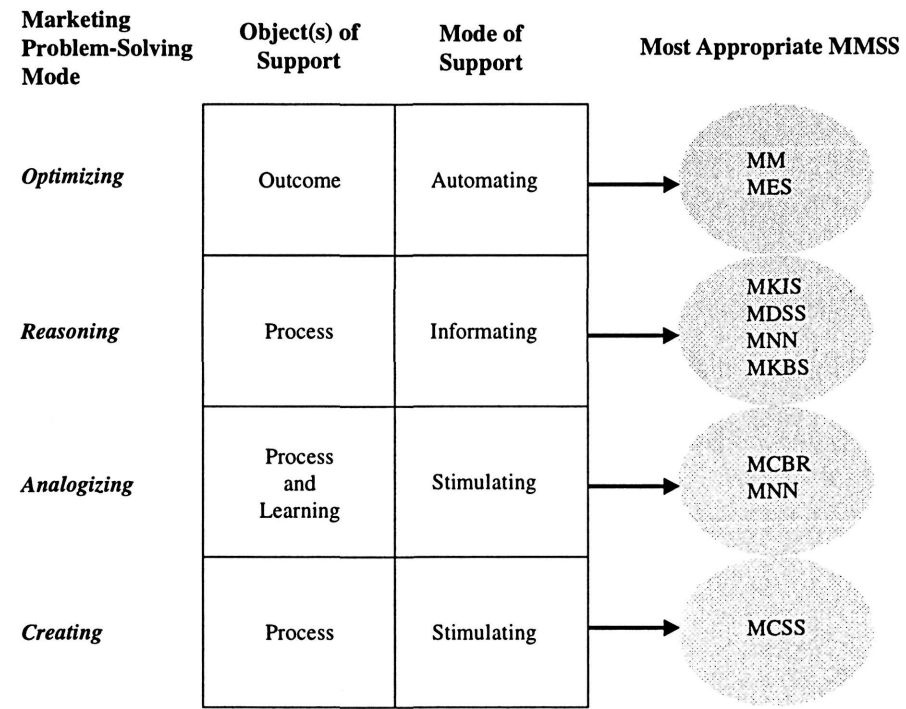 Marketing
Problem-Solving
Mode
Object(s) of
Support
Mode of
Support
Most Appropriate MMSS
Optimizing
Outcome
Automating
MM
MES
Reasoning
Process
Informating
MKIS
MDSS
MNN
MKBS
Analogizing
Process
and
Learning
Stimulating
MCBR
MNN
Creating
Process
Stimulating
MCSS